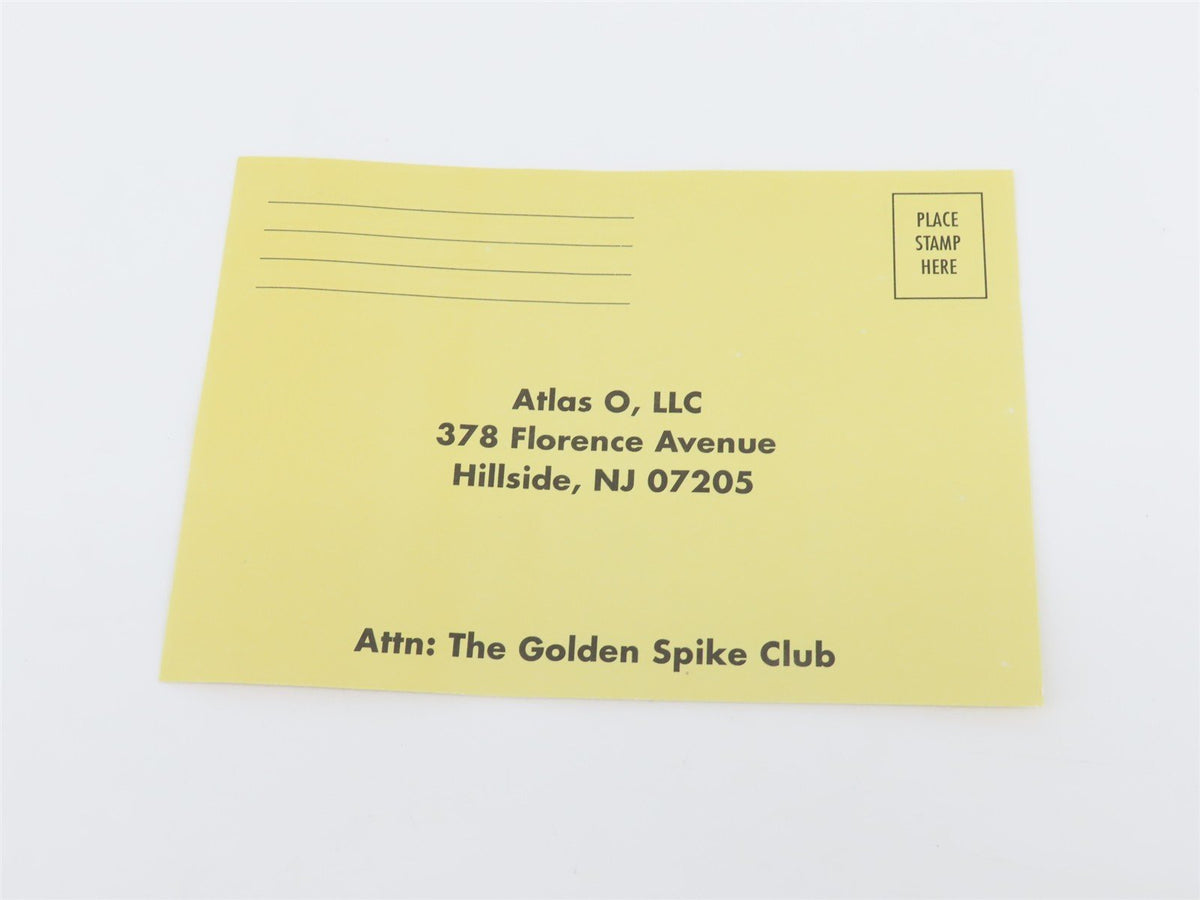 PLACE
STAMP
HERE
Atlas O, LLC
378 Florence Avenue
Hillside, NJ 07205
Attn: The Golden Spike Club